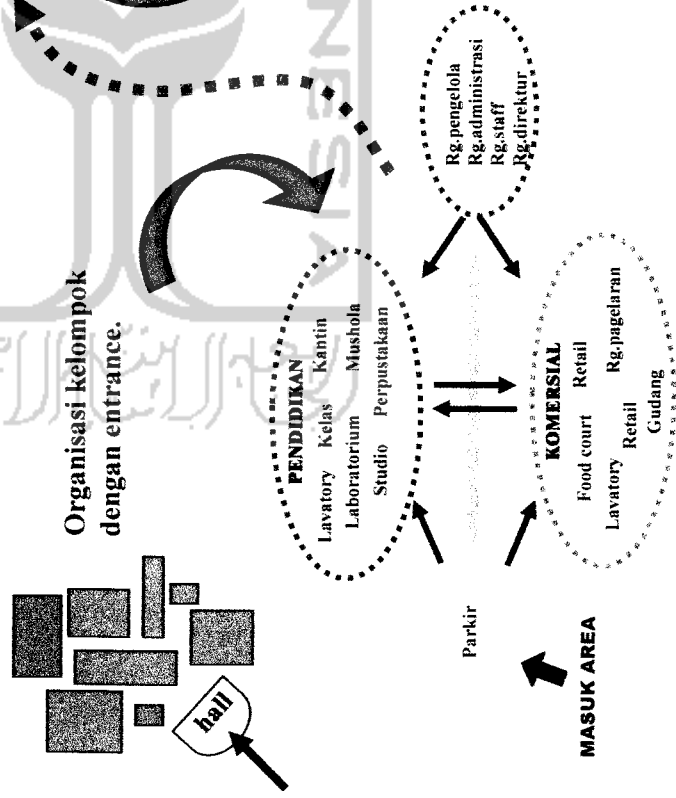 Organisasi kelompok
dengan entrance.
hall
PENDIDIKAN
Lavatory Kelas Kantin
Laboratorium Mushola
Studio Perpustakaan
Rg.pengelola
Rg.administrasi
Rg.staff
Rg.direktur
Parkir
MASUK AREA
KOMERSIAL
Food court Retail
Lavatory Retail Rg.pagelaran
Gudang
NESIA